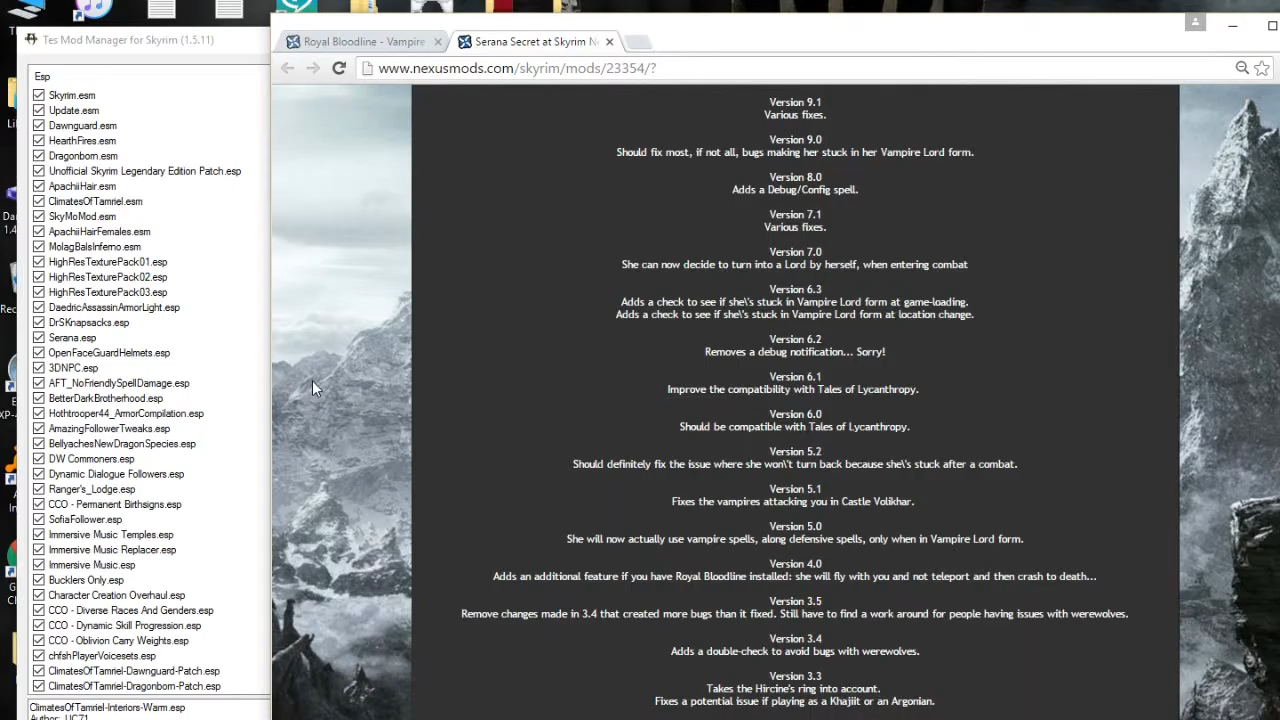 Tes Mod Manager for Skyrim (1.5.11)
Esp
Skyrim.esm
Update.esm
Dawnguard.esm
HearthFires.esm
Dragonborn.esm
Unofficial Skyrim Legendary Edition Patch.esp
ApachiiHair.esm
ClimatesOfTamriel.esm
SkyMoMod.esm
ApachiiHairFemales.esm
MolagBalsInferno.esm
HighResTexturePack01.esp
HighResTexturePack02.esp
HighResTexturePack03.esp
DaedricAssassinArmorLight.esp
DrSKnapsacks.esp
Serana.esp
OpenFaceGuardHelmets.esp
3DNPC.esp
AFT_NoFriendlySpellDamage.esp
BetterDarkBrotherhood.esp
Hothtrooper44_ArmorCompilation.esp
AmazingFollowerTweaks.esp
BellyachesNewDragonSpecies.esp
DW Commoners.esp
Dynamic Dialogue Followers.esp
Ranger's_Lodge.esp
CCO - Permanent Birthsigns.esp
SofiaFollower.esp
Immersive Music Temples.esp
Immersive Music Replacer.esp
Immersive Music.esp
Bucklers Only.esp
Character Creation Overhaul.esp
CCO - Diverse Races And Genders.esp
CCO - Dynamic Skill Progression.esp
CCO - Oblivion Carry Weights.esp
chfshPlayerVoicesets.esp
ClimatesOfTamriel-Dawnguard-Patch.esp
ClimatesOfTamriel-Dragonborn-Patch.esp
ClimatesOfTamriel-Interiors-Warm.esp
Author: JJC71
Royal Bloodline - Vampire
Serana Secret at Skyrim N
www.nexusmods.com/skyrim/mods/23354/?
Version 9.1
Various fixes.
Version 9.0
Should fix most, if not all, bugs making her stuck in her Vampire Lord form.
Version 8.0
Adds a Debug/Config spell.
Version 7.1
Various fixes.
Version 7.0
She can now decide to turn into a Lord by herself, when entering combat
Version 6.3
Adds a check to see if she\'s stuck in Vampire Lord form at game-loading.
Adds a check to see if she\'s stuck in Vampire Lord form at location change.
Version 6.2
Removes a debug notification... Sorry!
Version 6.1
Improve the compatibility with Tales of Lycanthropy.
Version 6.0
Should be compatible with Tales of Lycanthropy.
Version 5.2
Should definitely fix the issue where she won\'t turn back because she\'s stuck after a combat.
Version 5.1
Fixes the vampires attacking you in Castle Volikhar.
Version 5.0
She will now actually use vampire spells, along defensive spells, only when in Vampire Lord form.
Version 4.0
Adds an additional feature if you have Royal Bloodline installed: she will fly with you and not teleport and then crash to death...
Version 3.5
Remove changes made in 3.4 that created more bugs than it fixed. Still have to find a work around for people having issues with werewolves.
Version 3.4
Adds a double-check to avoid bugs with werewolves.
Version 3.3
Takes the Hircine's ring into account.
Fixes a potential issue if playing as a Khajiit or an Argonian.